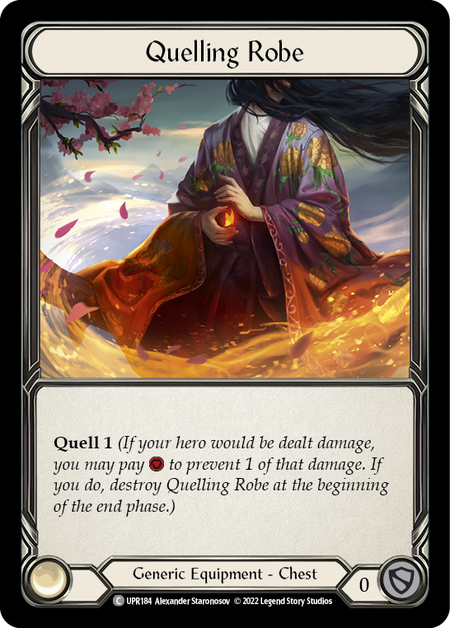 Quelling Robe
Quell 1 (If your hero would be dealt damage,
you may pay to prevent 1 of that damage. If
you do, destroy Quelling Robe at the beginning
of the end phase.)
Generic Equipment - Chest
0
C UPR184 Alexander Staronosov © 2022 Legend Story Studios